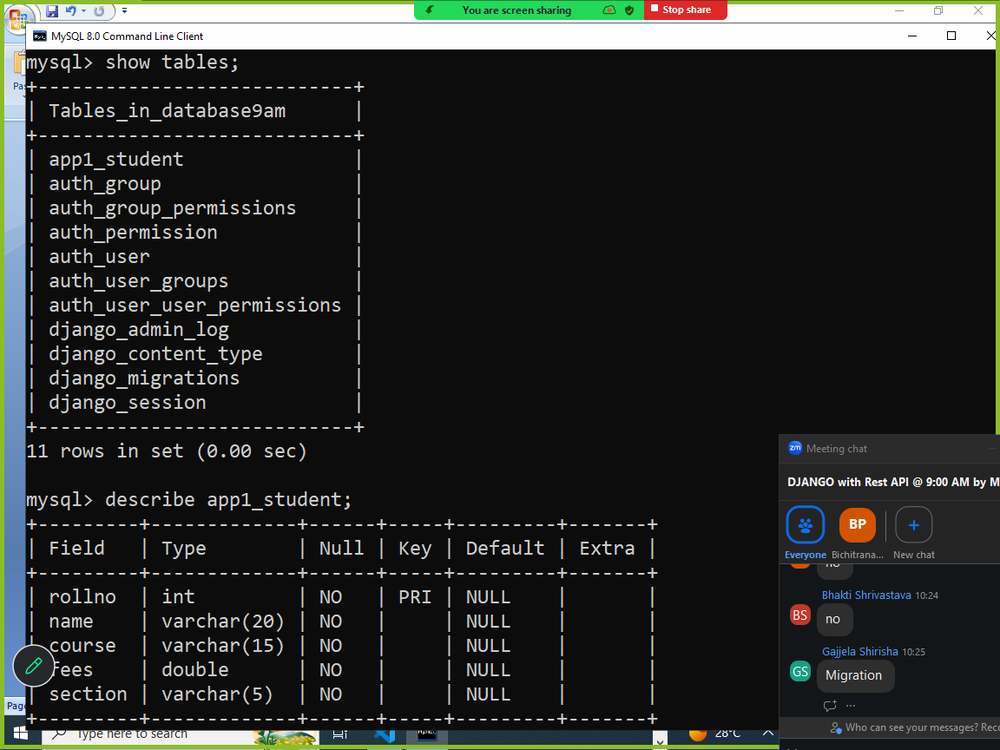 You are screen sharing
Stop share
MySQL 8.0 Command Line Client
mysql> show tables;
+----------------------------+
| Tables_in_database9am      |
+----------------------------+
| app1_student               |
| auth_group                 |
| auth_group_permissions     |
| auth_permission            |
| auth_user                  |
| auth_user_groups           |
| auth_user_user_permissions |
| django_admin_log           |
| django_content_type        |
| django_migrations          |
| django_session             |
+----------------------------+
11 rows in set (0.00 sec)
mysql> describe app1_student;
+---------+-------------+------+-----+---------+-------+
| Field   | Type        | Null | Key | Default | Extra |
+---------+-------------+------+-----+---------+-------+
| rollno  | int         | NO   | PRI | NULL    |       |
| name    | varchar(20) | NO   |     | NULL    |       |
| course  | varchar(15) | NO   |     | NULL    |       |
fees    | double      | NO   |     | NULL    |       |
| section | varchar(5)  | NO   |     | NULL    |       |
+---------+-------------+------+-----+---------+-------+
Pa
Page
Type here to search
28°C
zm Meeting chat
DJANGO with Rest API @ 9:00 AM by M
BP
Everyone Bichitrana... New chat
no
Bhakti Shrivastava 10:24
BS no
Gajjela Shirisha 10:25
GS Migration
Who can see your messages? Rec